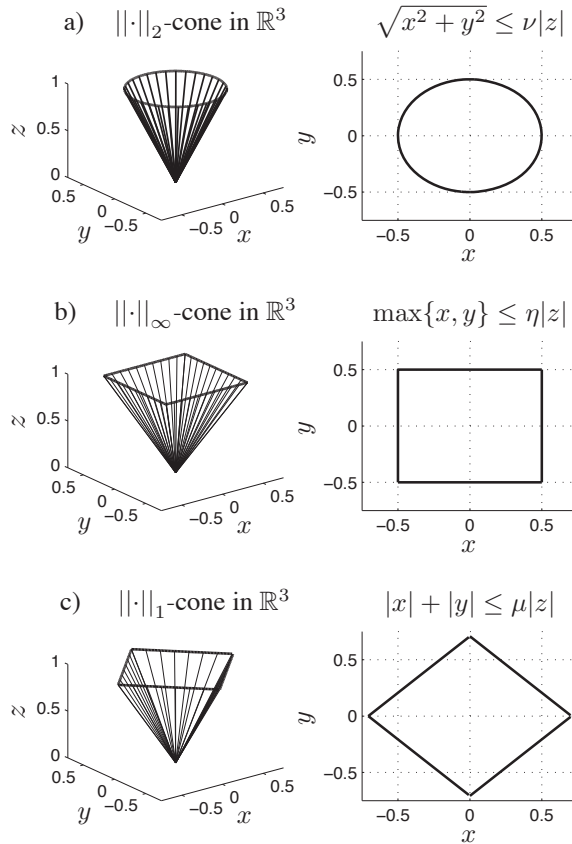 a) ||·||₂-cone in ℝ³
√(x² + y²) ≤ ν|z|
1
0.5
0
z
0.5
0
−0.5
y
−0.5
0
0.5
x
0.5
0
−0.5
y
−0.5
0
0.5
x
b) ||·||∞-cone in ℝ³
max{x, y} ≤ η|z|
1
0.5
0
z
0.5
0
−0.5
y
−0.5
0
0.5
x
0.5
0
−0.5
y
−0.5
0
0.5
x
c) ||·||₁-cone in ℝ³
|x| + |y| ≤ μ|z|
1
0.5
0
z
0.5
0
−0.5
y
−0.5
0
0.5
x
0.5
0
−0.5
y
−0.5
0
0.5
x